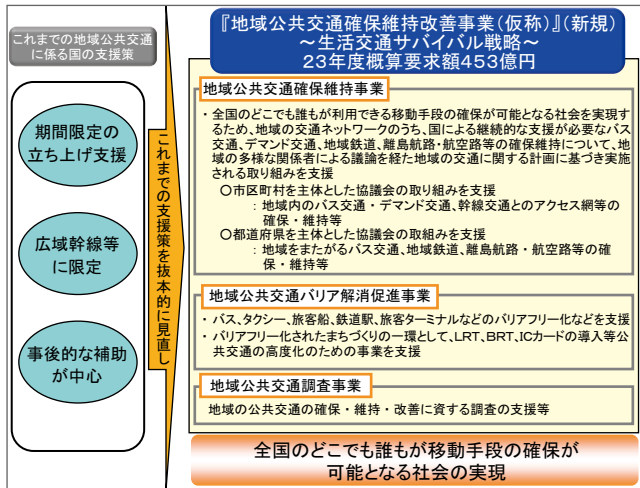 これまでの地域公共交通
に係る国の支援策
期間限定の
立ち上げ支援
広域幹線等
に限定
事後的な補助
が中心
これまでの支援策を抜本的に見直し
『地域公共交通確保維持改善事業(仮称)』(新規)
～生活交通サバイバル戦略～
23年度概算要求額453億円
地域公共交通確保維持事業
・全国のどこでも誰もが利用できる移動手段の確保が可能となる社会を実現す
るため、地域の交通ネットワークのうち、国による継続的な支援が必要なバス
交通、デマンド交通、地域鉄道、離島航路・航空路等の確保維持について、地
域の多様な関係者による議論を経た地域の交通に関する計画に基づき実施
される取り組みを支援
○市区町村を主体とした協議会の取り組みを支援
：地域内のバス交通・デマンド交通、幹線交通とのアクセス網等の
確保・維持等
○都道府県を主体とした協議会の取組みを支援
：地域をまたがるバス交通、地域鉄道、離島航路・航空路等の確
保・維持等
地域公共交通バリア解消促進事業
・バス、タクシー、旅客船、鉄道駅、旅客ターミナルなどのバリアフリー化などを支援
・バリアフリー化されたまちづくりの一環として、LRT、BRT、ICカードの導入等公
共交通の高度化のための事業を支援
地域公共交通調査事業
地域の公共交通の確保・維持・改善に資する調査の支援等
全国のどこでも誰もが移動手段の確保が
可能となる社会の実現